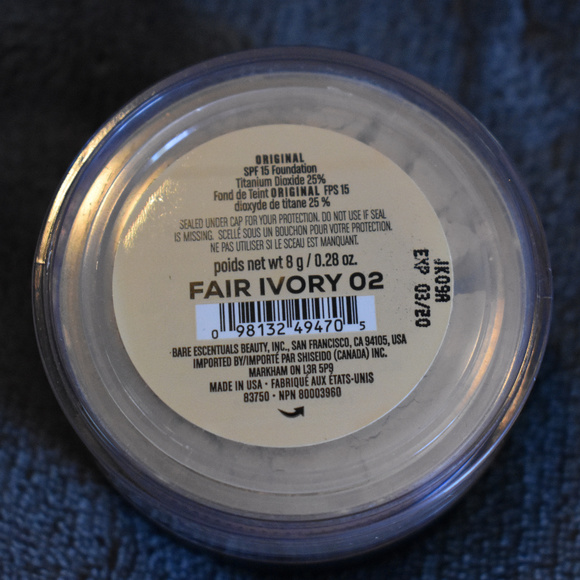 ORIGINAL
SPF 15 Foundation
Titanium Dioxide 25%
Fond de Teint ORIGINAL FPS 15
dioxyde de titane 25 %
SEALED UNDER CAP FOR YOUR PROTECTION. DO NOT USE IF SEAL
IS MISSING. SCELLÉ SOUS UN BOUCHON POUR VOTRE PROTECTION.
NE PAS UTILISER SI LE SCEAU EST MANQUANT.
poids net wt 8 g / 0.28 oz.
FAIR IVORY 02
0 98132 49470 5
BARE ESCENTUALS BEAUTY, INC., SAN FRANCISCO, CA 94105, USA
IMPORTED BY/IMPORTÉ PAR SHISEIDO (CANADA) INC.
MARKHAM ON L3R 5P9
MADE IN USA • FABRIQUÉ AUX ÉTATS-UNIS
83750 • NPN 80003960
JK09A
EXP 03/20